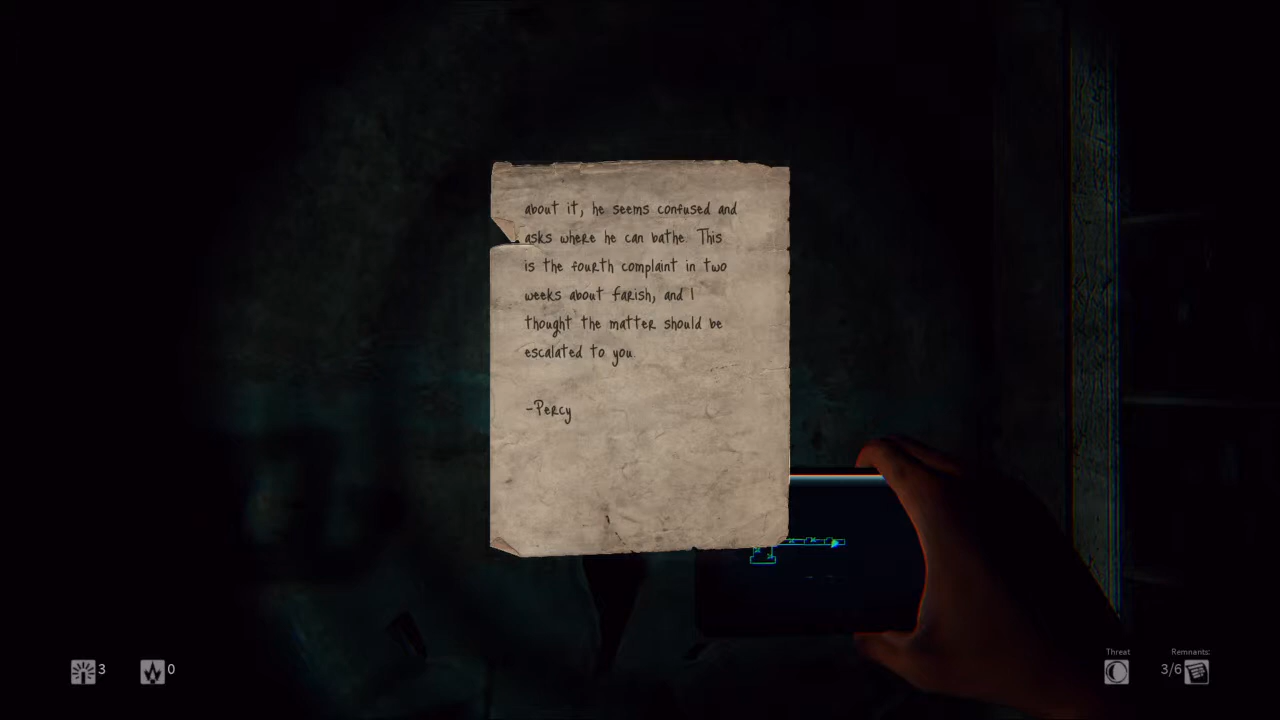 about it, he seems confused and
asks where he can bathe. This
is the fourth complaint in two
weeks about Farish, and I
thought the matter should be
escalated to you.
-Percy
3
0
Threat
Remnants:
3/6